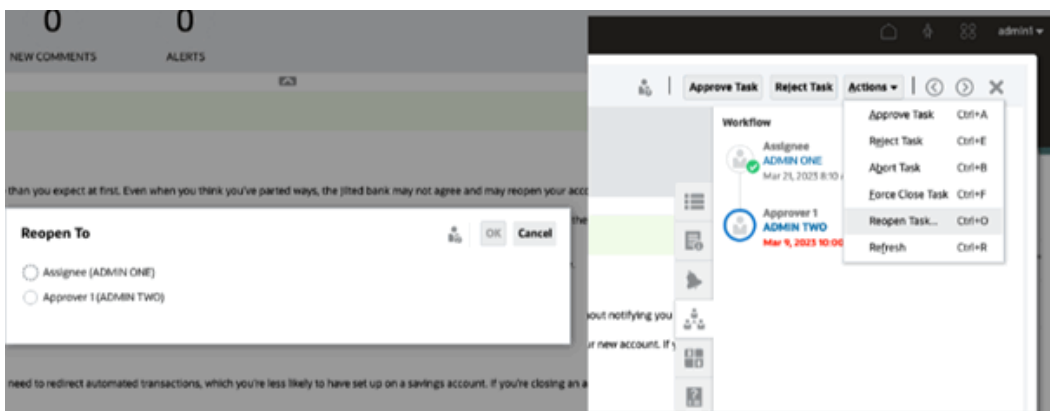 0
0
NEW COMMENTS
ALERTS
than you expect at first. Even when you think you've parted ways, the jilted bank may not agree and may reopen your acco
the
Reopen To
OK
Cancel
Assignee (ADMIN ONE)
Approver 1 (ADMIN TWO)
need to redirect automated transactions, which you're less likely to have set up on a savings account. If you're closing an a
admin1
Approve Task
Reject Task
Actions
Workflow
Assignee
ADMIN ONE
Mar 21, 2023 8:10
Approver 1
ADMIN TWO
Mar 9, 2023 10:00
Approve Task Ctrl+A
Reject Task Ctrl+E
Abort Task Ctrl+B
Force Close Task Ctrl+F
Reopen Task... Ctrl+O
Refresh Ctrl+R
out notifying you
r new account. If y